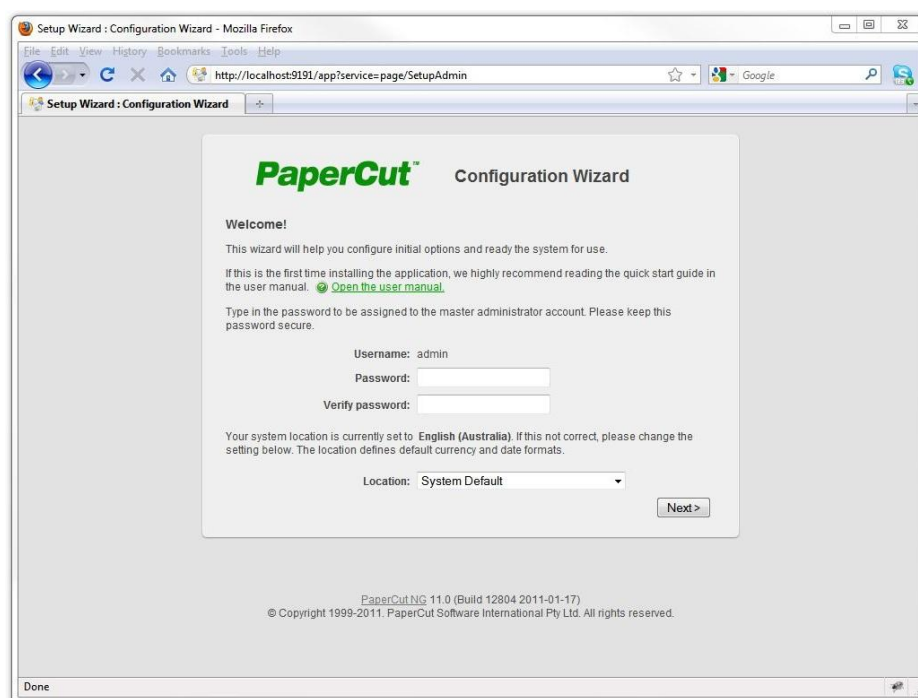 Setup Wizard : Configuration Wizard - Mozilla Firefox
File Edit View History Bookmarks Tools Help
http://localhost:9191/app?service=page/SetupAdmin
Google
Setup Wizard : Configuration Wizard
PaperCut™ Configuration Wizard
Welcome!
This wizard will help you configure initial options and ready the system for use.
If this is the first time installing the application, we highly recommend reading the quick start guide in
the user manual. Open the user manual.
Type in the password to be assigned to the master administrator account. Please keep this
password secure.
Username: admin
Password:
Verify password:
Your system location is currently set to English (Australia). If this not correct, please change the
setting below. The location defines default currency and date formats.
Location: System Default
Next >
PaperCut NG 11.0 (Build 12804 2011-01-17)
© Copyright 1999-2011. PaperCut Software International Pty Ltd. All rights reserved.
Done